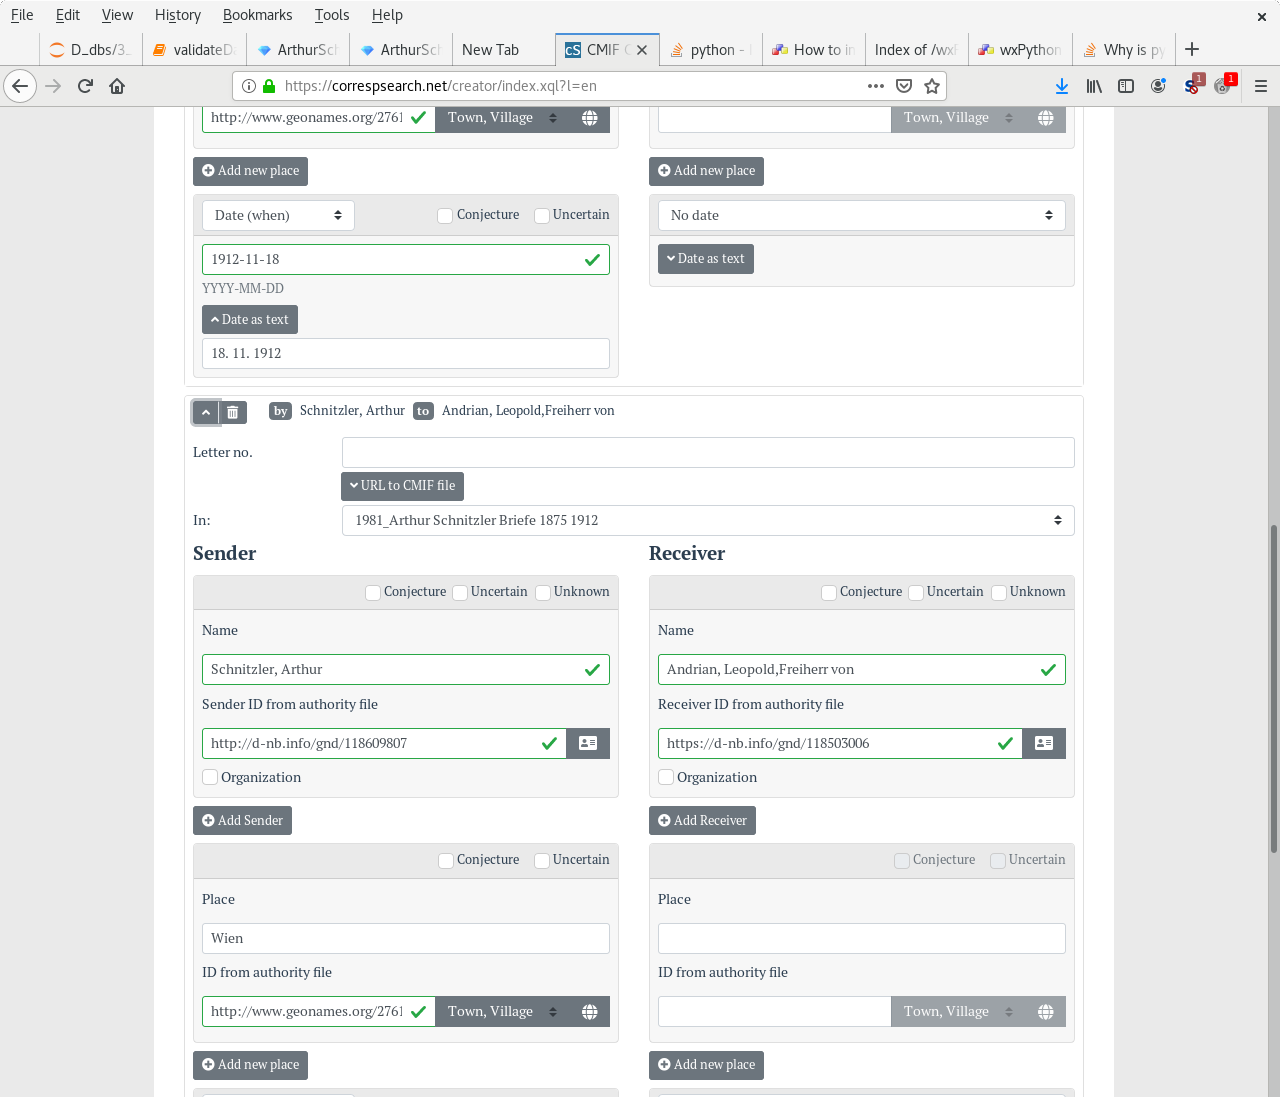 File Edit View History Bookmarks Tools Help
D_dbs/3_ validateDa ArthurSch ArthurSch New Tab CMIF C python - How to in Index of /wxP wxPython Why is py
https://correspsearch.net/creator/index.xql?l=en
1 1
http://www.geonames.org/2761 Town, Village Town, Village
Add new place Add new place
Date (when) Conjecture Uncertain No date
1912-11-18 Date as text
YYYY-MM-DD
Date as text
18. 11. 1912
by Schnitzler, Arthur to Andrian, Leopold,Freiherr von
Letter no.
URL to CMIF file
In: 1981_Arthur Schnitzler Briefe 1875 1912
Sender Receiver
Conjecture Uncertain Unknown Conjecture Uncertain Unknown
Name Name
Schnitzler, Arthur Andrian, Leopold,Freiherr von
Sender ID from authority file Receiver ID from authority file
http://d-nb.info/gnd/118609807 https://d-nb.info/gnd/118503006
Organization Organization
Add Sender Add Receiver
Conjecture Uncertain Conjecture Uncertain
Place Place
Wien
ID from authority file ID from authority file
http://www.geonames.org/2761 Town, Village Town, Village
Add new place Add new place